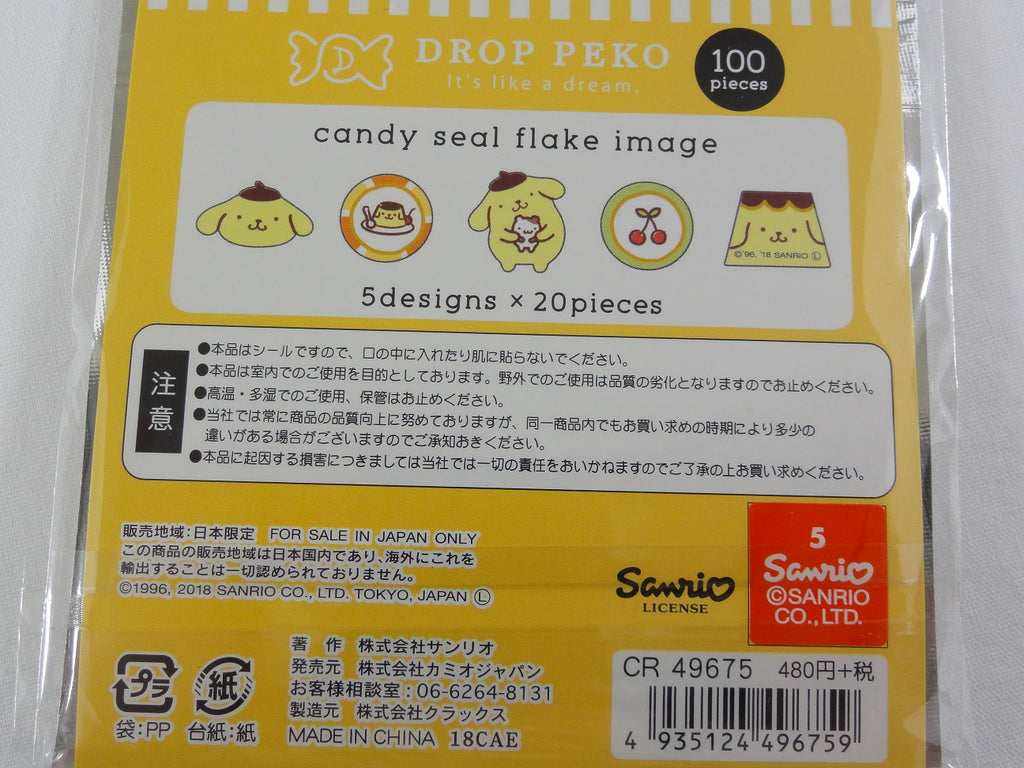 D DROP PEKO
It's like a dream.
100
pieces
candy seal flake image
©'96, '18 SANRIO Ⓛ
5designs × 20pieces
注意
●本品はシールですので、口の中に入れたり肌に貼らないでください。
●本品は室内でのご使用を目的としております。野外でのご使用は品質の劣化となりますのでお止めください。
●高温・多湿でのご使用、保管はお止めください。
●当社では常に商品の品質向上に努めておりますが、同一商品内でもお買い求めの時期により多少の
違いがある場合がございますのでご承知おきください。
●本品に起因する損害につきましては当社では一切の責任をおいかねますのでご了承の上お買い求めください。
販売地域:日本限定 FOR SALE IN JAPAN ONLY
この商品の販売地域は日本国内であり、海外にこれを
輸出することは一切認められておりません。
©1996, 2018 SANRIO CO., LTD. TOKYO, JAPAN Ⓛ
Sanrio
LICENSE
5
Sanrio
©SANRIO
CO.,LTD.
プラ
袋:PP
紙
台紙:紙
著 作 株式会社サンリオ
発売元 株式会社カミオジャパン
お客様相談室:06-6264-8131
製造元 株式会社クラックス
MADE IN CHINA 18CAE
CR 49675 480円+税
4 935124 496759